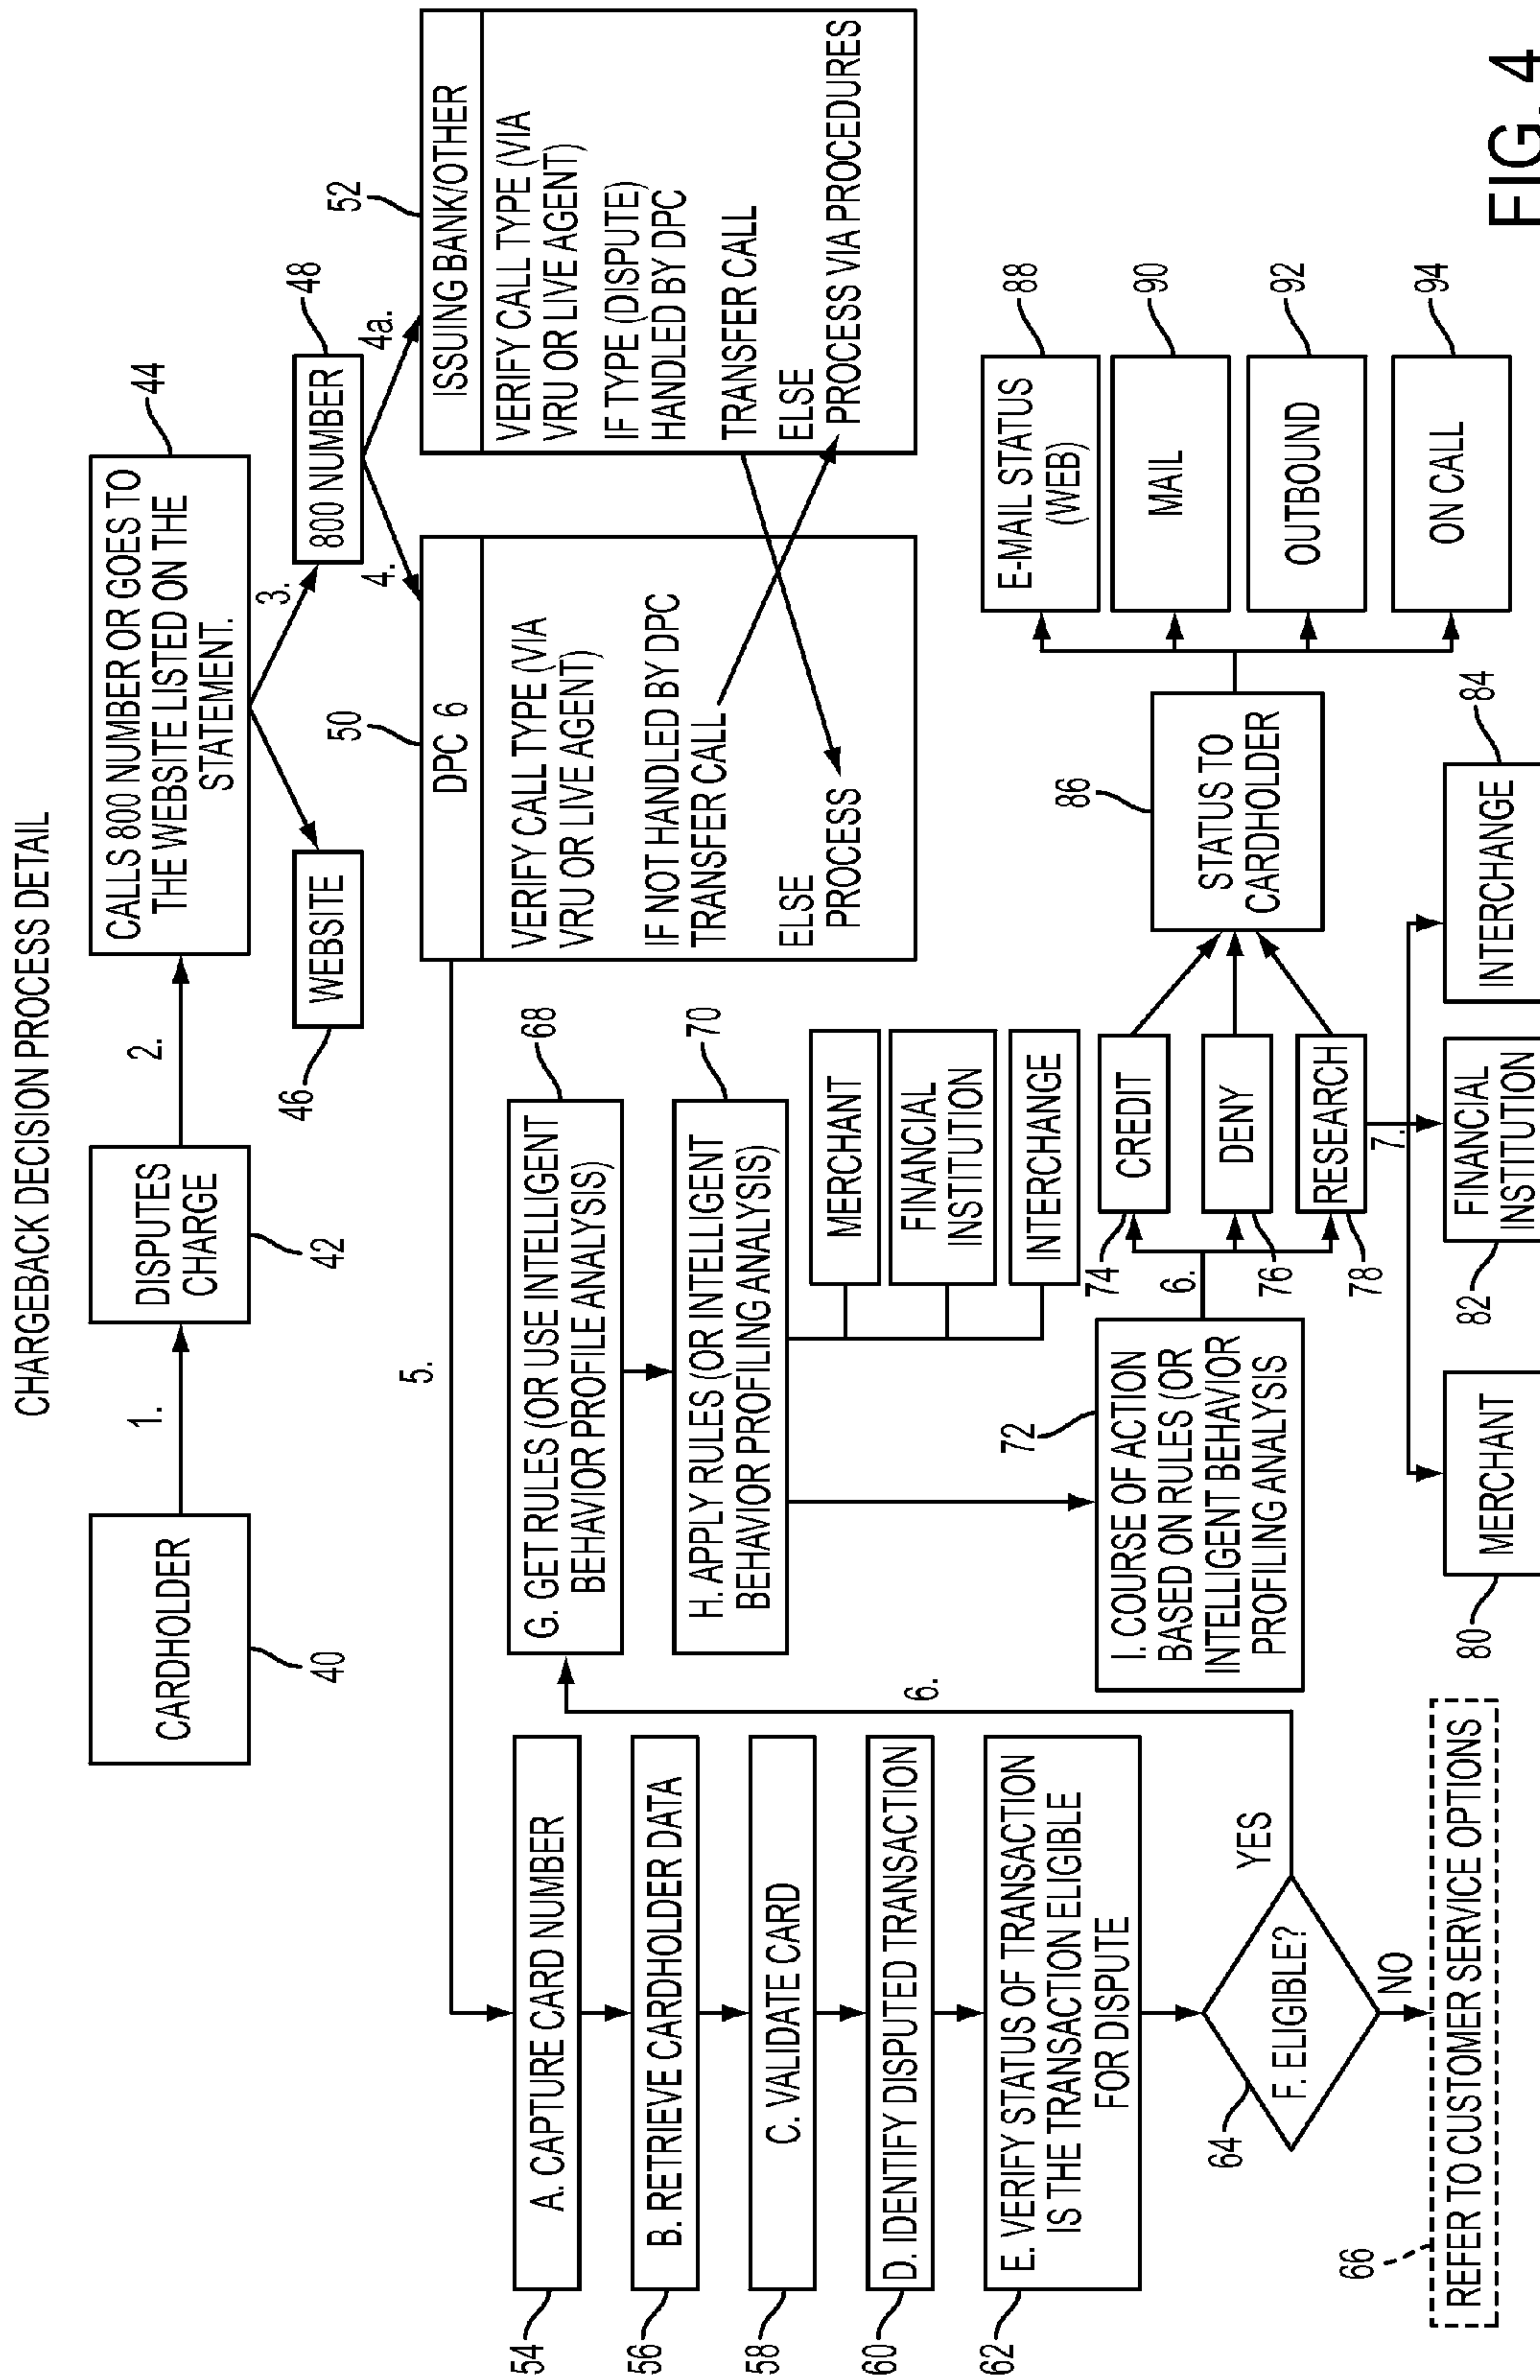 CHARGEBACK DECISION PROCESS DETAIL
CARDHOLDER
40
1.
DISPUTES
CHARGE
42
2.
CALLS 800 NUMBER OR GOES TO
THE WEBSITE LISTED ON THE
STATEMENT.
44
3.
WEBSITE
46
800 NUMBER
48
4.
4a.
50
DPC 6
VERIFY CALL TYPE (VIA
VRU OR LIVE AGENT)
IF NOT HANDLED BY DPC
TRANSFER CALL
ELSE
PROCESS
52
ISSUING BANK/OTHER
VERIFY CALL TYPE (VIA
VRU OR LIVE AGENT)
IF TYPE (DISPUTE)
HANDLED BY DPC
TRANSFER CALL
ELSE
PROCESS VIA PROCEDURES
5.
54
A. CAPTURE CARD NUMBER
56
B. RETRIEVE CARDHOLDER DATA
58
C. VALIDATE CARD
60
D. IDENTIFY DISPUTED TRANSACTION
62
E. VERIFY STATUS OF TRANSACTION
IS THE TRANSACTION ELIGIBLE
FOR DISPUTE
64
F. ELIGIBLE?
YES
NO
66
REFER TO CUSTOMER SERVICE OPTIONS
6.
G. GET RULES (OR USE INTELLIGENT
BEHAVIOR PROFILE ANALYSIS)
68
H. APPLY RULES (OR INTELLIGENT
BEHAVIOR PROFILING ANALYSIS)
70
MERCHANT
FINANCIAL
INSTITUTION
INTERCHANGE
72
I. COURSE OF ACTION
BASED ON RULES (OR
INTELLIGENT BEHAVIOR
PROFILING ANALYSIS
6.
74
CREDIT
76
DENY
78
RESEARCH
7.
80
MERCHANT
82
FINANCIAL
INSTITUTION
84
INTERCHANGE
86
STATUS TO
CARDHOLDER
E-MAIL STATUS
(WEB)
88
MAIL
90
OUTBOUND
92
ON CALL
94
FIG. 4